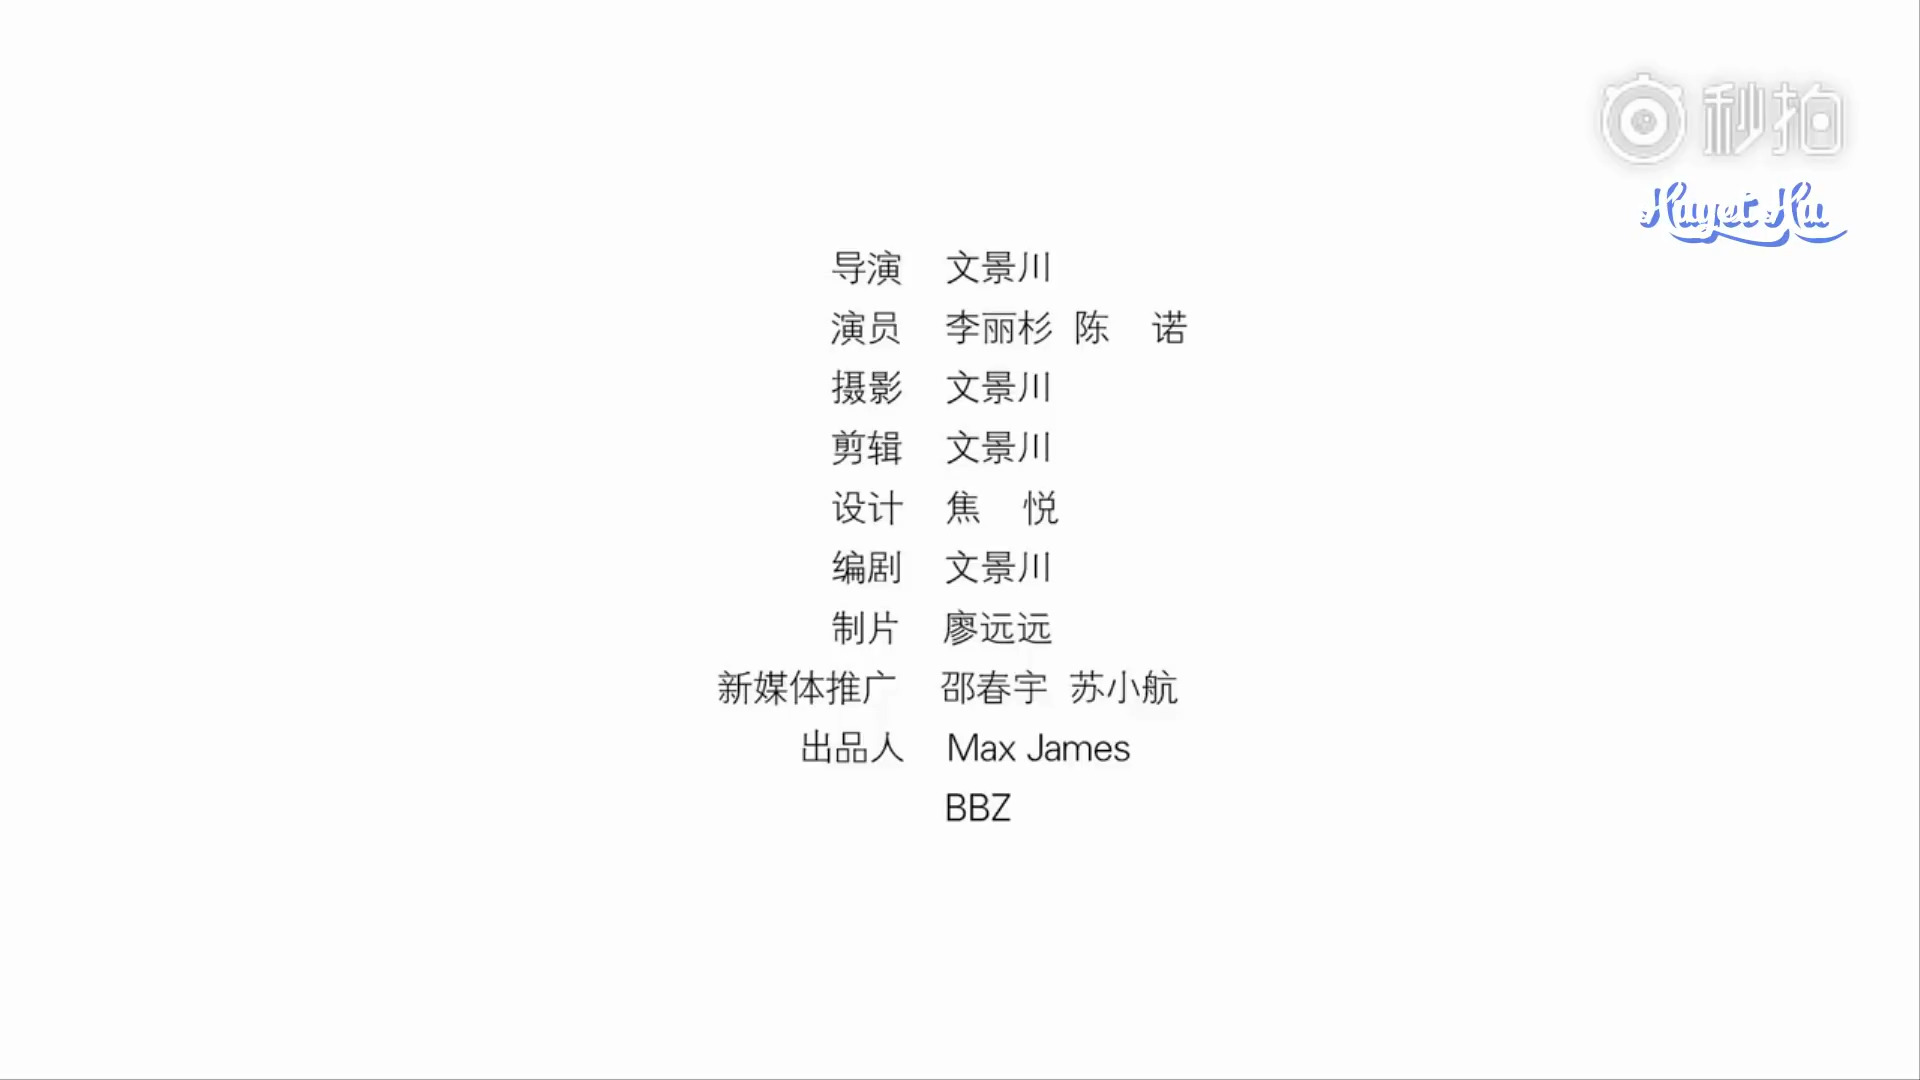 秒拍
Huyet Hu
导演 文景川
演员 李丽杉 陈 诺
摄影 文景川
剪辑 文景川
设计 焦 悦
编剧 文景川
制片 廖远远
新媒体推广 邵春宇 苏小航
出品人 Max James
BBZ